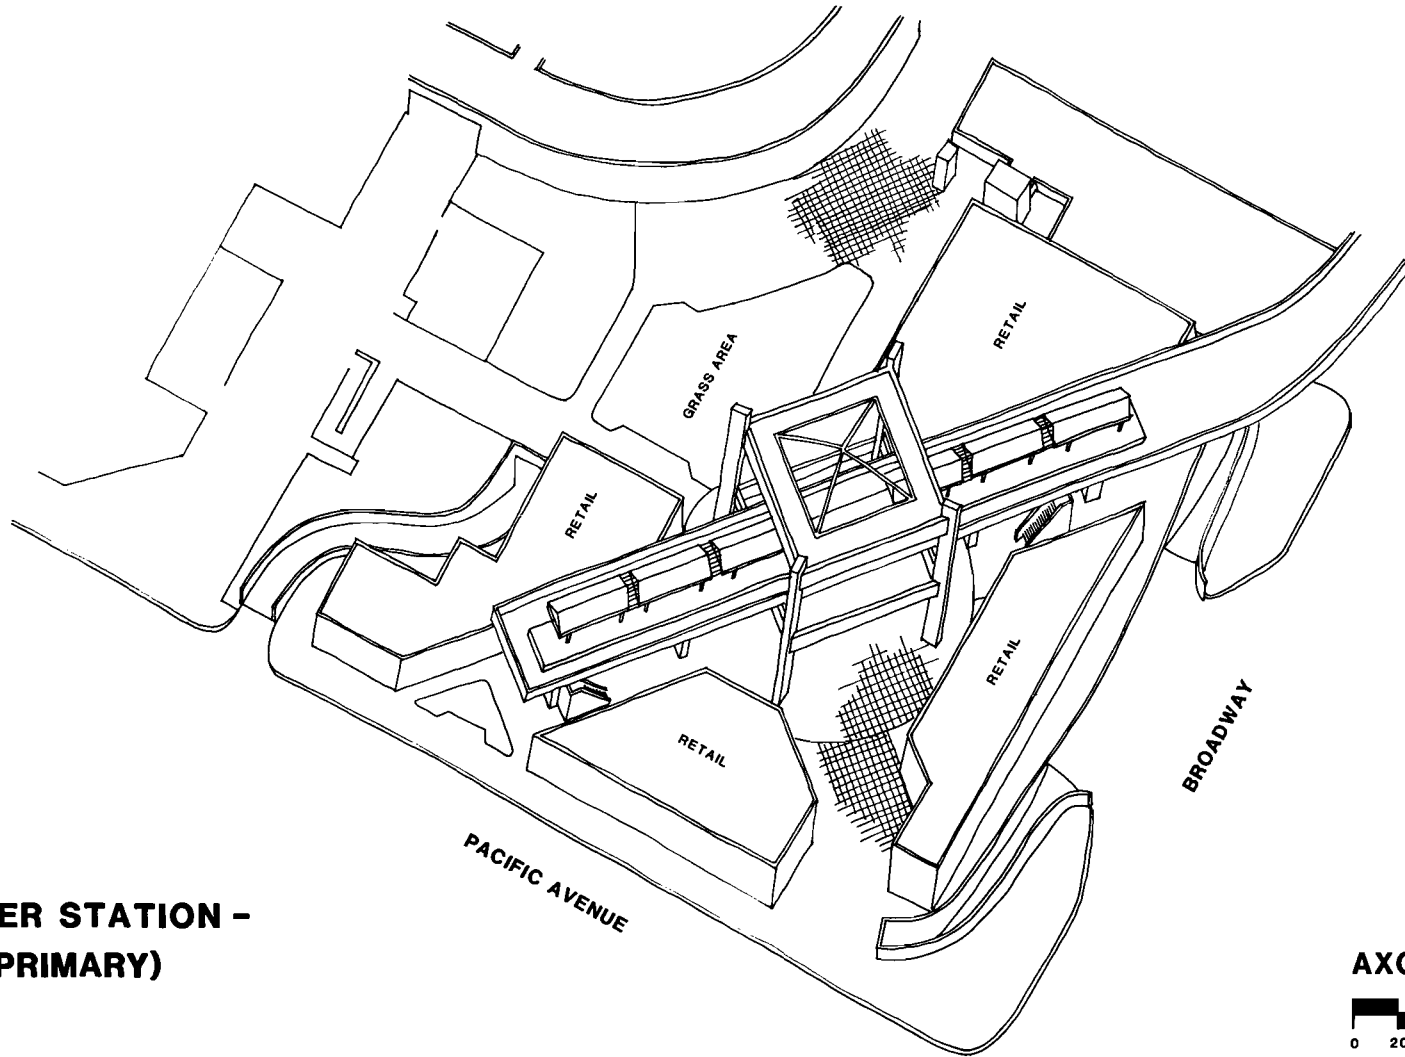 RETAIL
GRASS AREA
RETAIL
RETAIL
RETAIL
BROADWAY
PACIFIC AVENUE
ER STATION –
PRIMARY)
AXO
0 20